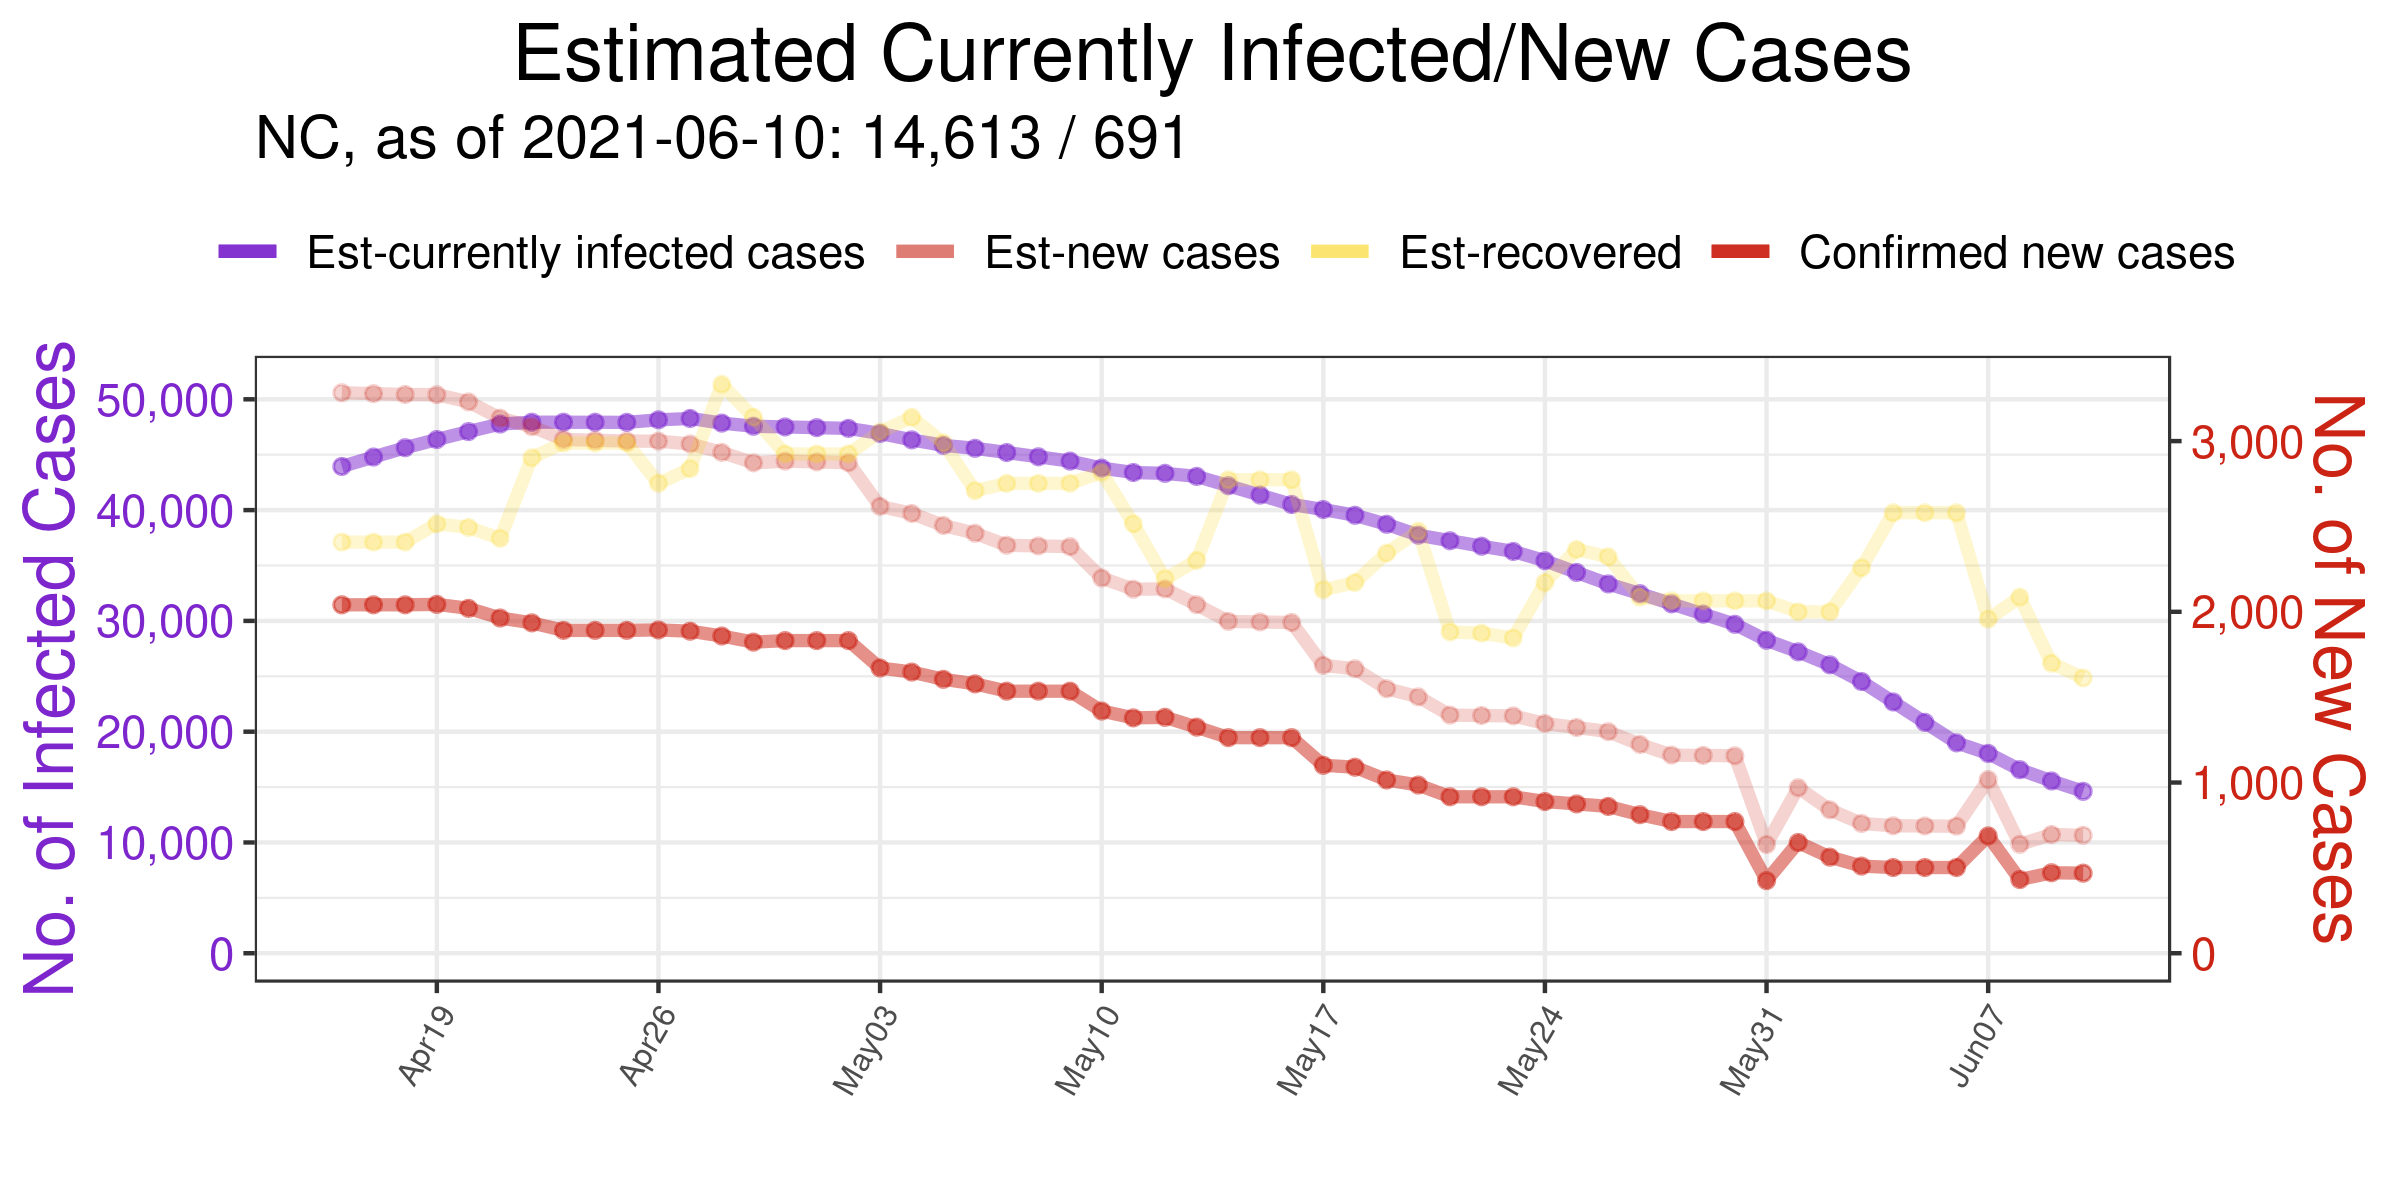 Estimated Currently Infected/New Cases
NC, as of 2021-06-10: 14,613 / 691
Est-currently infected cases Est-new cases Est-recovered Confirmed new cases
No. of Infected Cases
50,000
40,000
30,000
20,000
10,000
0
3,000
2,000
1,000
0
No. of New Cases
Apr19 Apr26 May03 May10 May17 May24 May31 Jun07